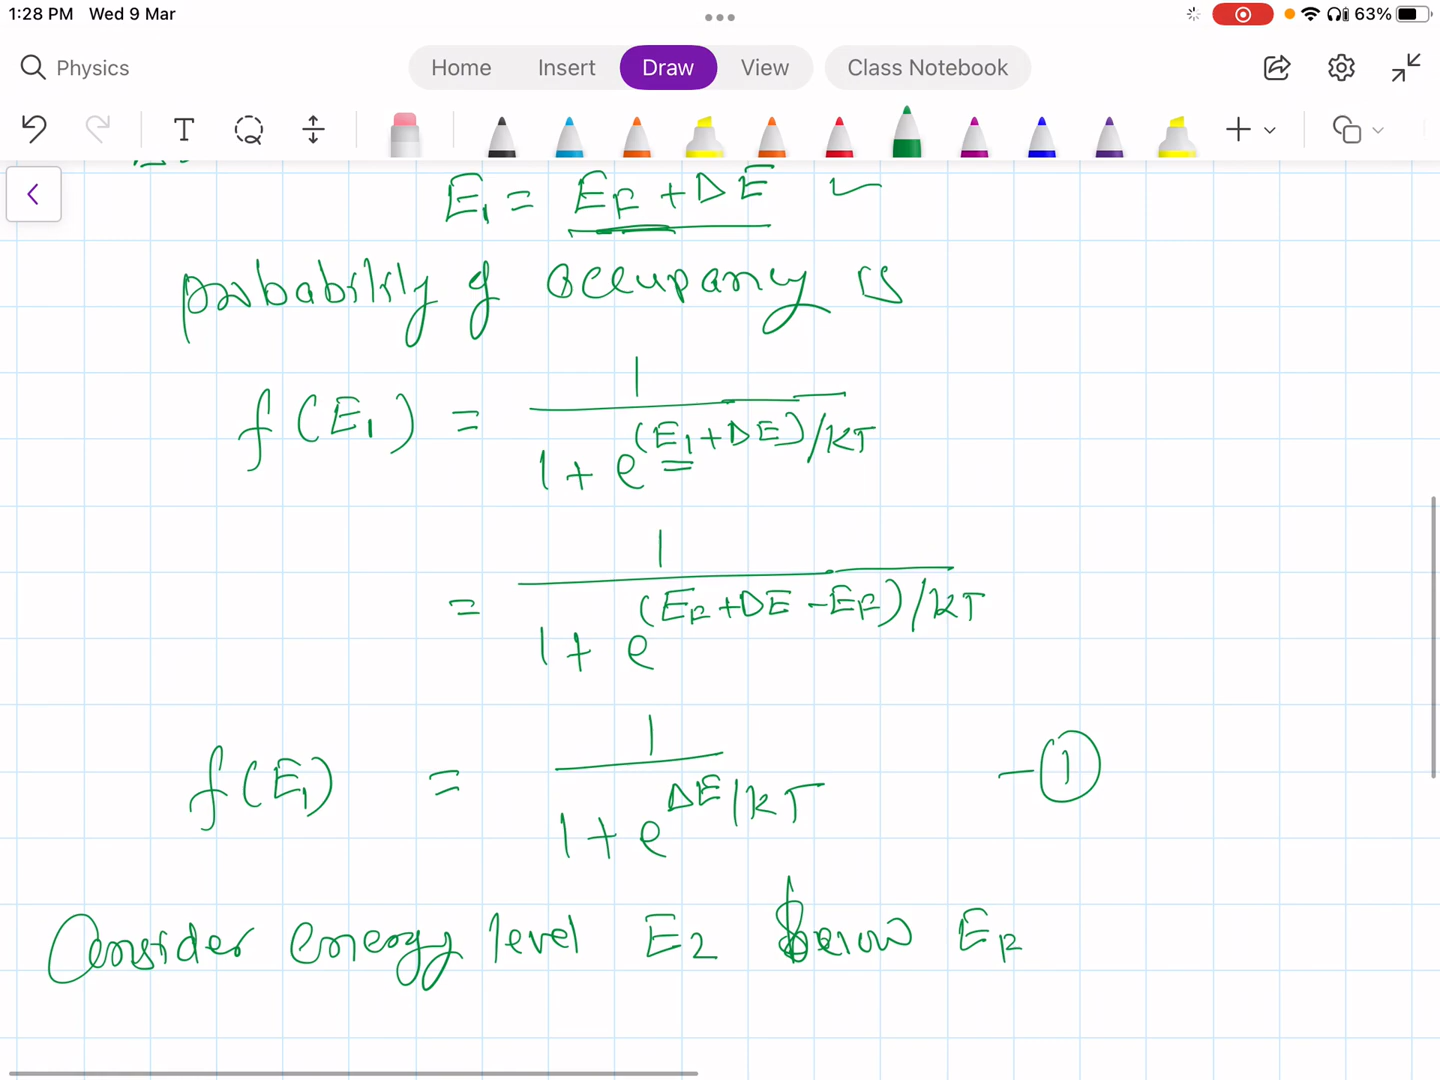 1:28 PM Wed 9 Mar 63%
Physics Home Insert Draw View Class Notebook
T
E₁ = E_F + ΔE
probability of occupancy is
f(E₁) = 1 / (1 + e^((E₁ + ΔE)/KT))
= 1 / (1 + e^((E_F + ΔE - E_F)/KT))
f(E₁) = 1 / (1 + e^(ΔE/KT)) - ①
Consider energy level E2 below E_F